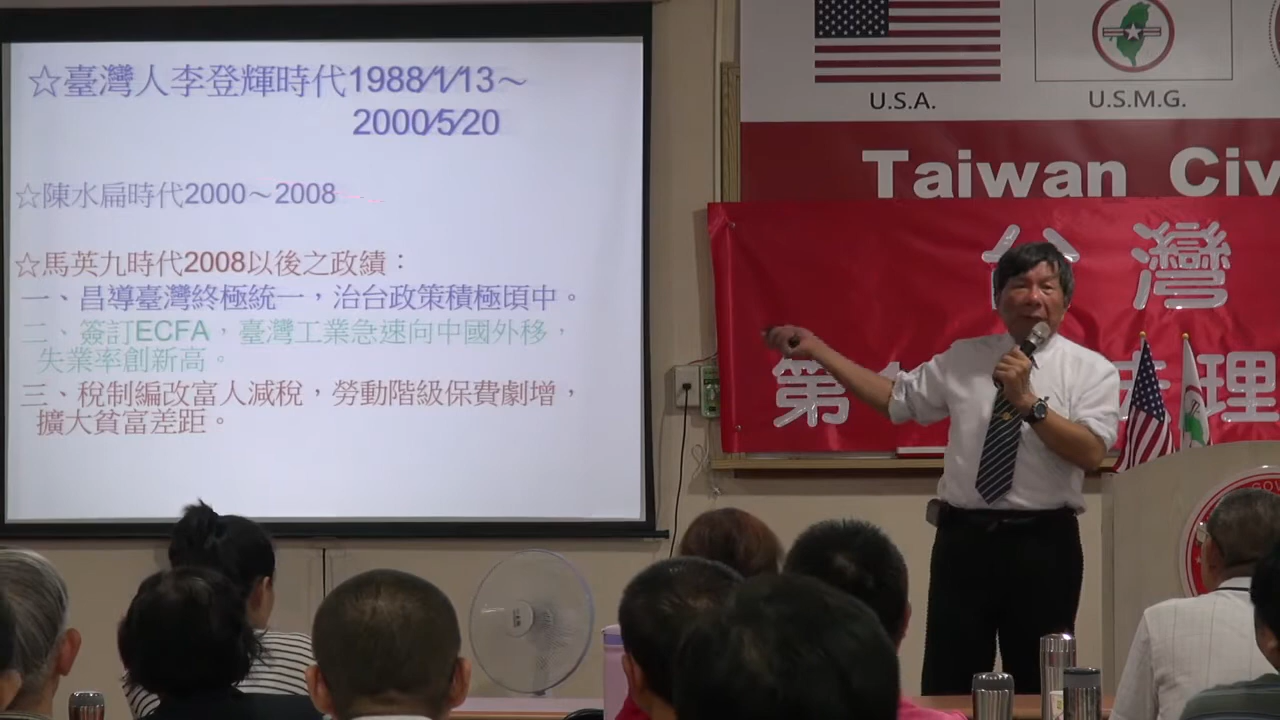 ☆臺灣人李登輝時代1988/1/13～
2000/5/20
☆陳水扁時代2000～2008
☆馬英九時代2008以後之政績：
一、昌導臺灣終極統一，治台政策積極頃中。
二、簽訂ECFA，臺灣工業急速向中國外移，
失業率創新高。
三、稅制編改富人減稅，勞動階級保費劇增，
擴大貧富差距。
U.S.A.
U.S.M.G.
Taiwan Civ
台灣
第
理